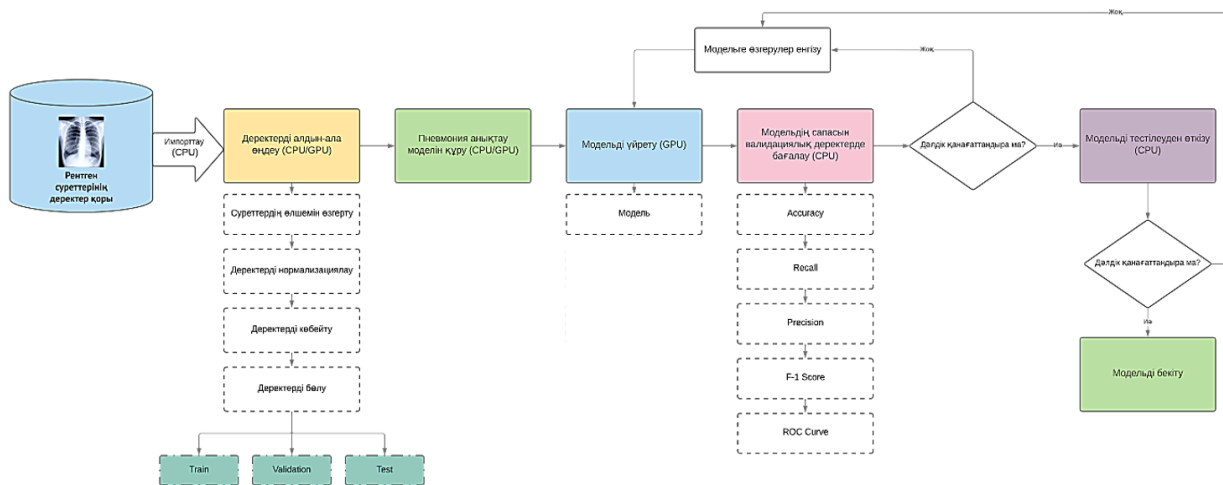 Жоқ
Модельге өзгерулер енгізу
Жоқ
Рентген
суреттерінің
деректер қоры
Импорттау
(CPU)
Деректерді алдын-ала
өңдеу (CPU/GPU)
Пневмония анықтау
моделін құру (CPU/GPU)
Модельді үйрету (GPU)
Модельдің сапасын
валидациялық деректерде
бағалау (CPU)
Дәлдік қанағаттандыра ма?
Иә
Модельді тестілеуден өткізу
(CPU)
Суреттердің өлшемін өзгерту
Деректерді нормализациялау
Деректерді көбейту
Деректерді бөлу
Train
Validation
Test
Модель
Accuracy
Recall
Precision
F-1 Score
ROC Curve
Дәлдік қанағаттандыра ма?
Иә
Модельді бекіту